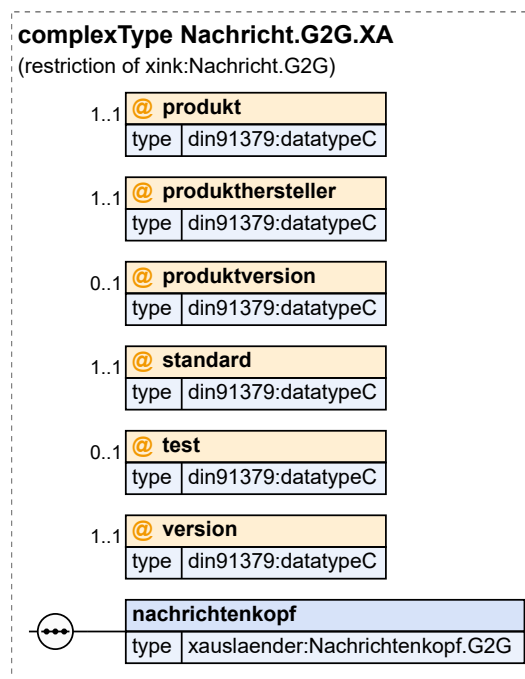 complexType Nachricht.G2G.XA
(restriction of xink:Nachricht.G2G)
1..1 @ produkt
type din91379:datatypeC
1..1 @ produkthersteller
type din91379:datatypeC
0..1 @ produktversion
type din91379:datatypeC
1..1 @ standard
type din91379:datatypeC
0..1 @ test
type din91379:datatypeC
1..1 @ version
type din91379:datatypeC
nachrichtenkopf
type xauslaender:Nachrichtenkopf.G2G